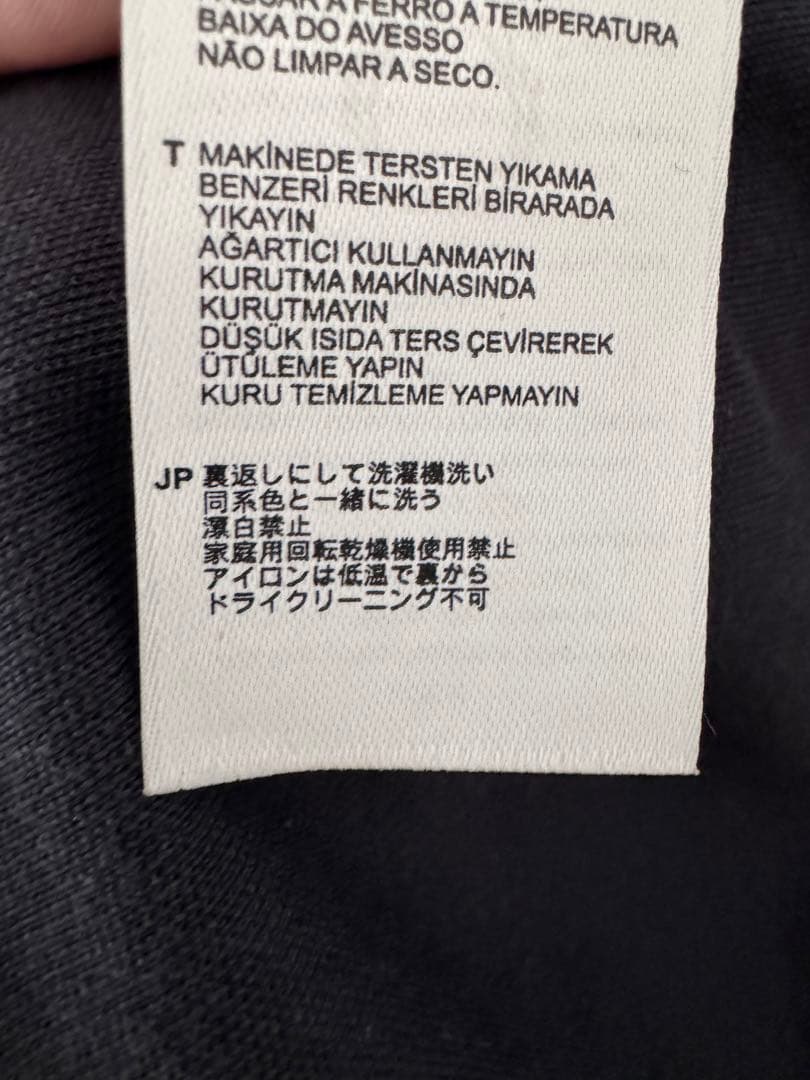 PASSAR A FERRO A TEMPERATURA
BAIXA DO AVESSO
NÃO LIMPAR A SECO.
T MAKİNEDE TERSTEN YIKAMA
BENZERİ RENKLERİ BİRARADA
YIKAYIN
AĞARTICI KULLANMAYIN
KURUTMA MAKİNASINDA
KURUTMAYIN
DÜŞÜK ISIDA TERS ÇEVİREREK
ÜTÜLEME YAPIN
KURU TEMİZLEME YAPMAYIN
JP 裏返しにして洗濯機洗い
同系色と一緒に洗う
漂白禁止
家庭用回転乾燥機使用禁止
アイロンは低温で裏から
ドライクリーニング不可